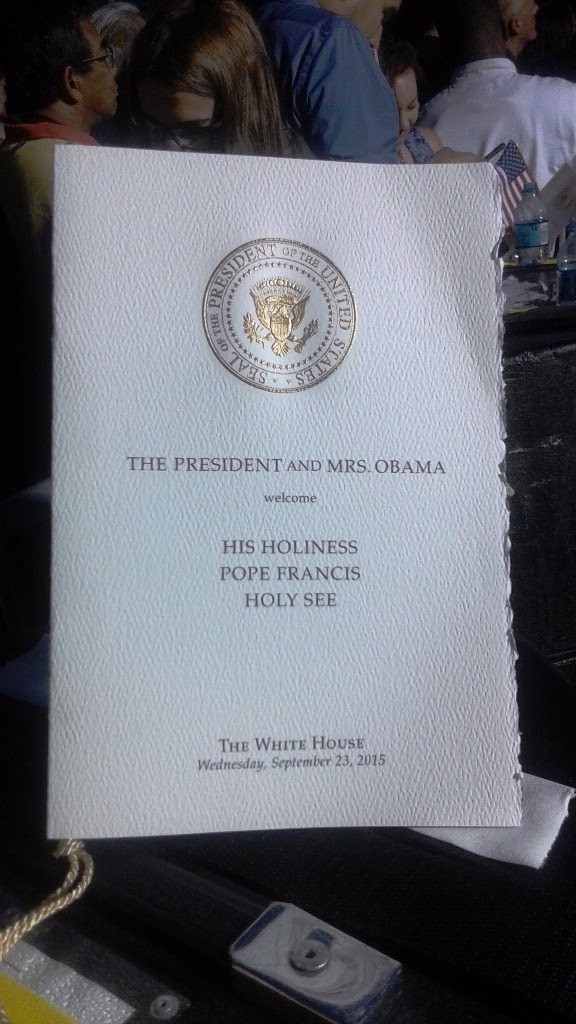 SEAL OF THE PRESIDENT OF THE UNITED STATES
THE PRESIDENT AND MRS. OBAMA
welcome
HIS HOLINESS
POPE FRANCIS
HOLY SEE
THE WHITE HOUSE
Wednesday, September 23, 2015